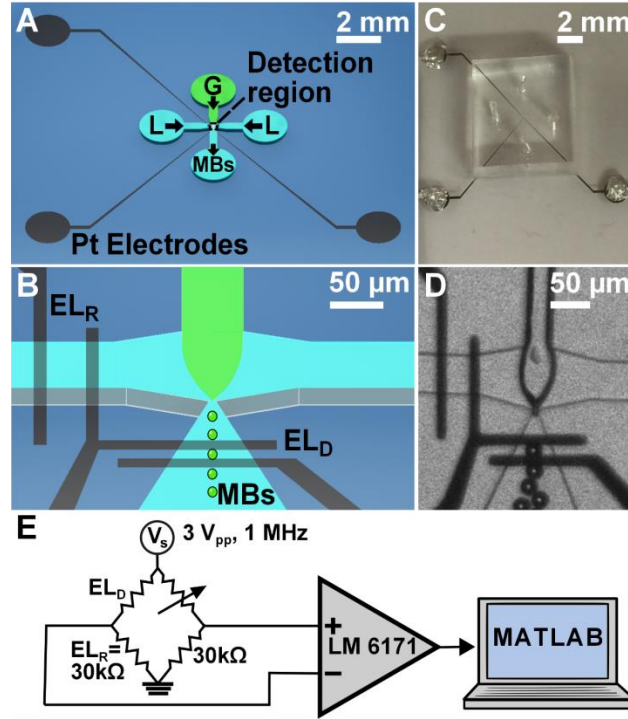 A
2 mm
G
Detection
region
L
L
MBs
Pt Electrodes
C
2 mm
B
50 µm
EL_R
EL_D
MBs
D
50 µm
E
V_s
3 V_pp, 1 MHz
EL_D
EL_R=
30kΩ
30kΩ
+
LM 6171
−
MATLAB